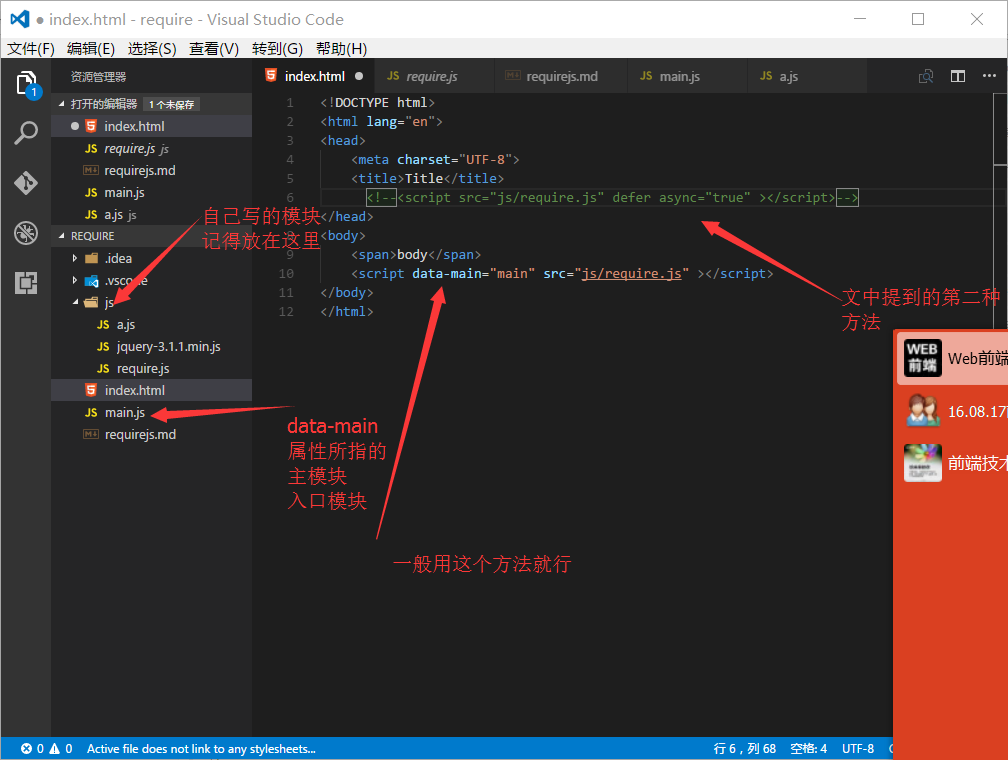 ● index.html - require - Visual Studio Code
文件(F) 编辑(E) 选择(S) 查看(V) 转到(G) 帮助(H)
资源管理器
index.html ●
JS require.js
M↓ requirejs.md
JS main.js
JS a.js
1
打开的编辑器 1 个未保存
● index.html
JS require.js js
M↓ requirejs.md
JS main.js
JS a.js js
REQUIRE
.idea
.vscode
js
JS a.js
JS jquery-3.1.1.min.js
JS require.js
index.html
JS main.js
M↓ requirejs.md
1 <!DOCTYPE html>
2 <html lang="en">
3 <head>
4 <meta charset="UTF-8">
5 <title>Title</title>
6 <!--<script src="js/require.js" defer async="true" ></script>-->
</head>
<body>
9 <span>body</span>
10 <script data-main="main" src="js/require.js" ></script>
11 </body>
12 </html>
自己写的模块
记得放在这里
文中提到的第二种
方法
data-main
属性所指的
主模块
入口模块
一般用这个方法就行
WEB
前端
Web前端
16.08.17
前端技术
0 0 Active file does not link to any stylesheets...
行 6，列 68 空格: 4 UTF-8